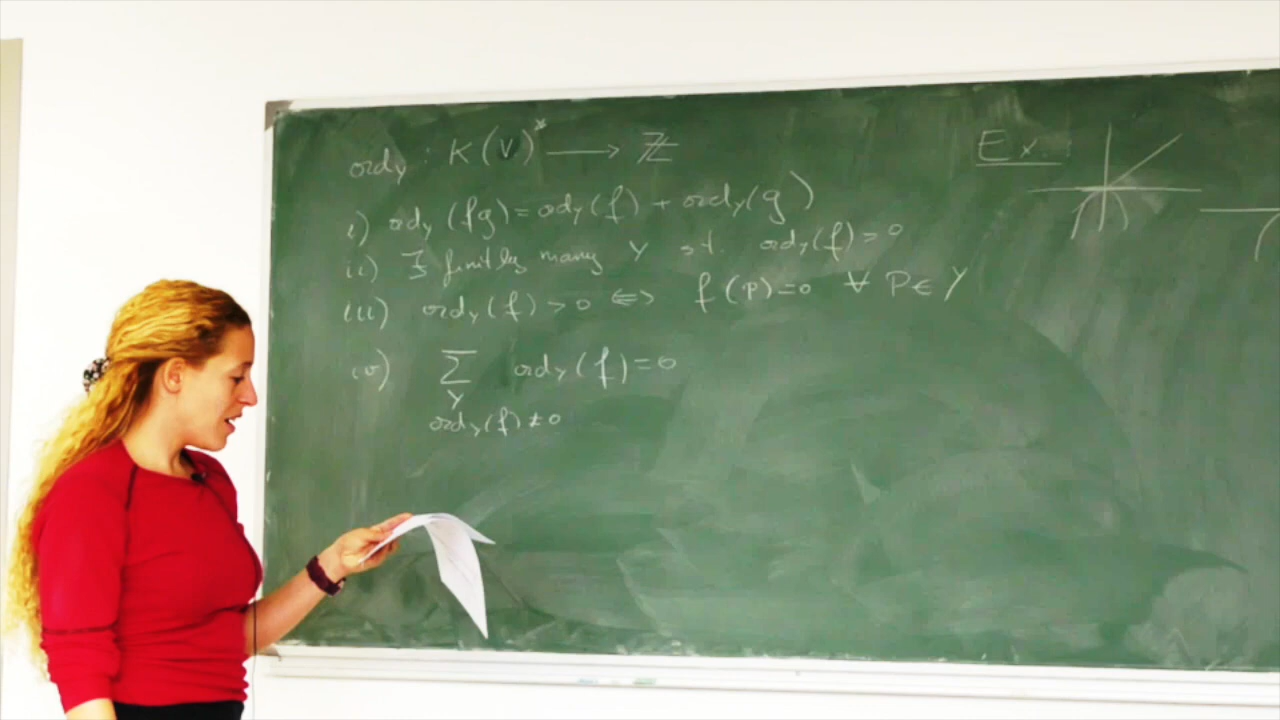 ord_Y : K(V)^* ⟶ ℤ
i) ord_Y(fg) = ord_Y(f) + ord_Y(g)
ii) ∃ finitely many Y s.t. ord_Y(f) > 0
iii) ord_Y(f) > 0 ⟺ f(P) = 0 ∀ P ∈ Y
iv) ∑ ord_Y(f) = 0
Y
ord_Y(f) ≠ 0
Ex.